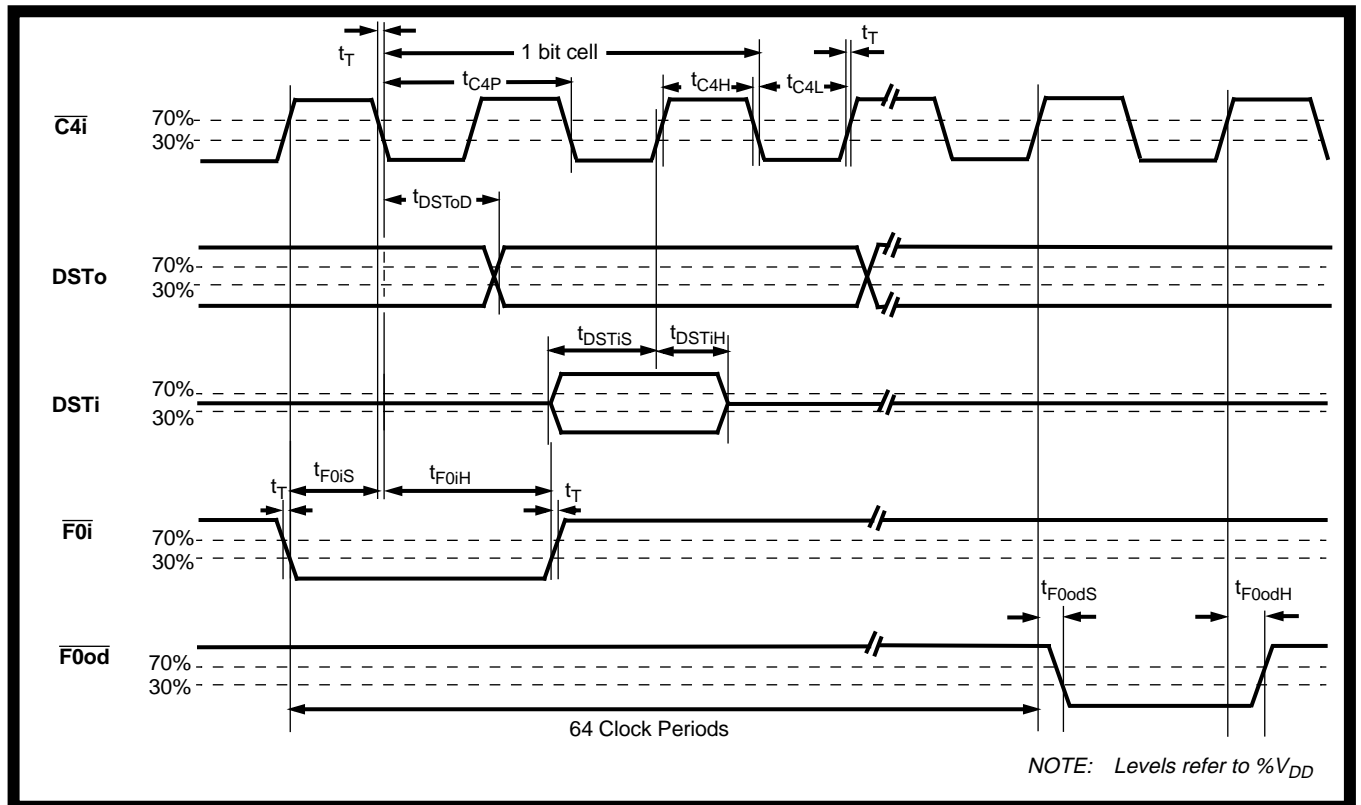 tT
1 bit cell
tT
tC4P
tC4H
tC4L
C4i
70%
30%
tDSToD
DSTo
70%
30%
tDSTiS
tDSTiH
DSTi
70%
30%
tF0iS
tF0iH
tT
tT
F0i
70%
30%
tF0odS
tF0odH
F0od
70%
30%
64 Clock Periods
NOTE: Levels refer to %VDD